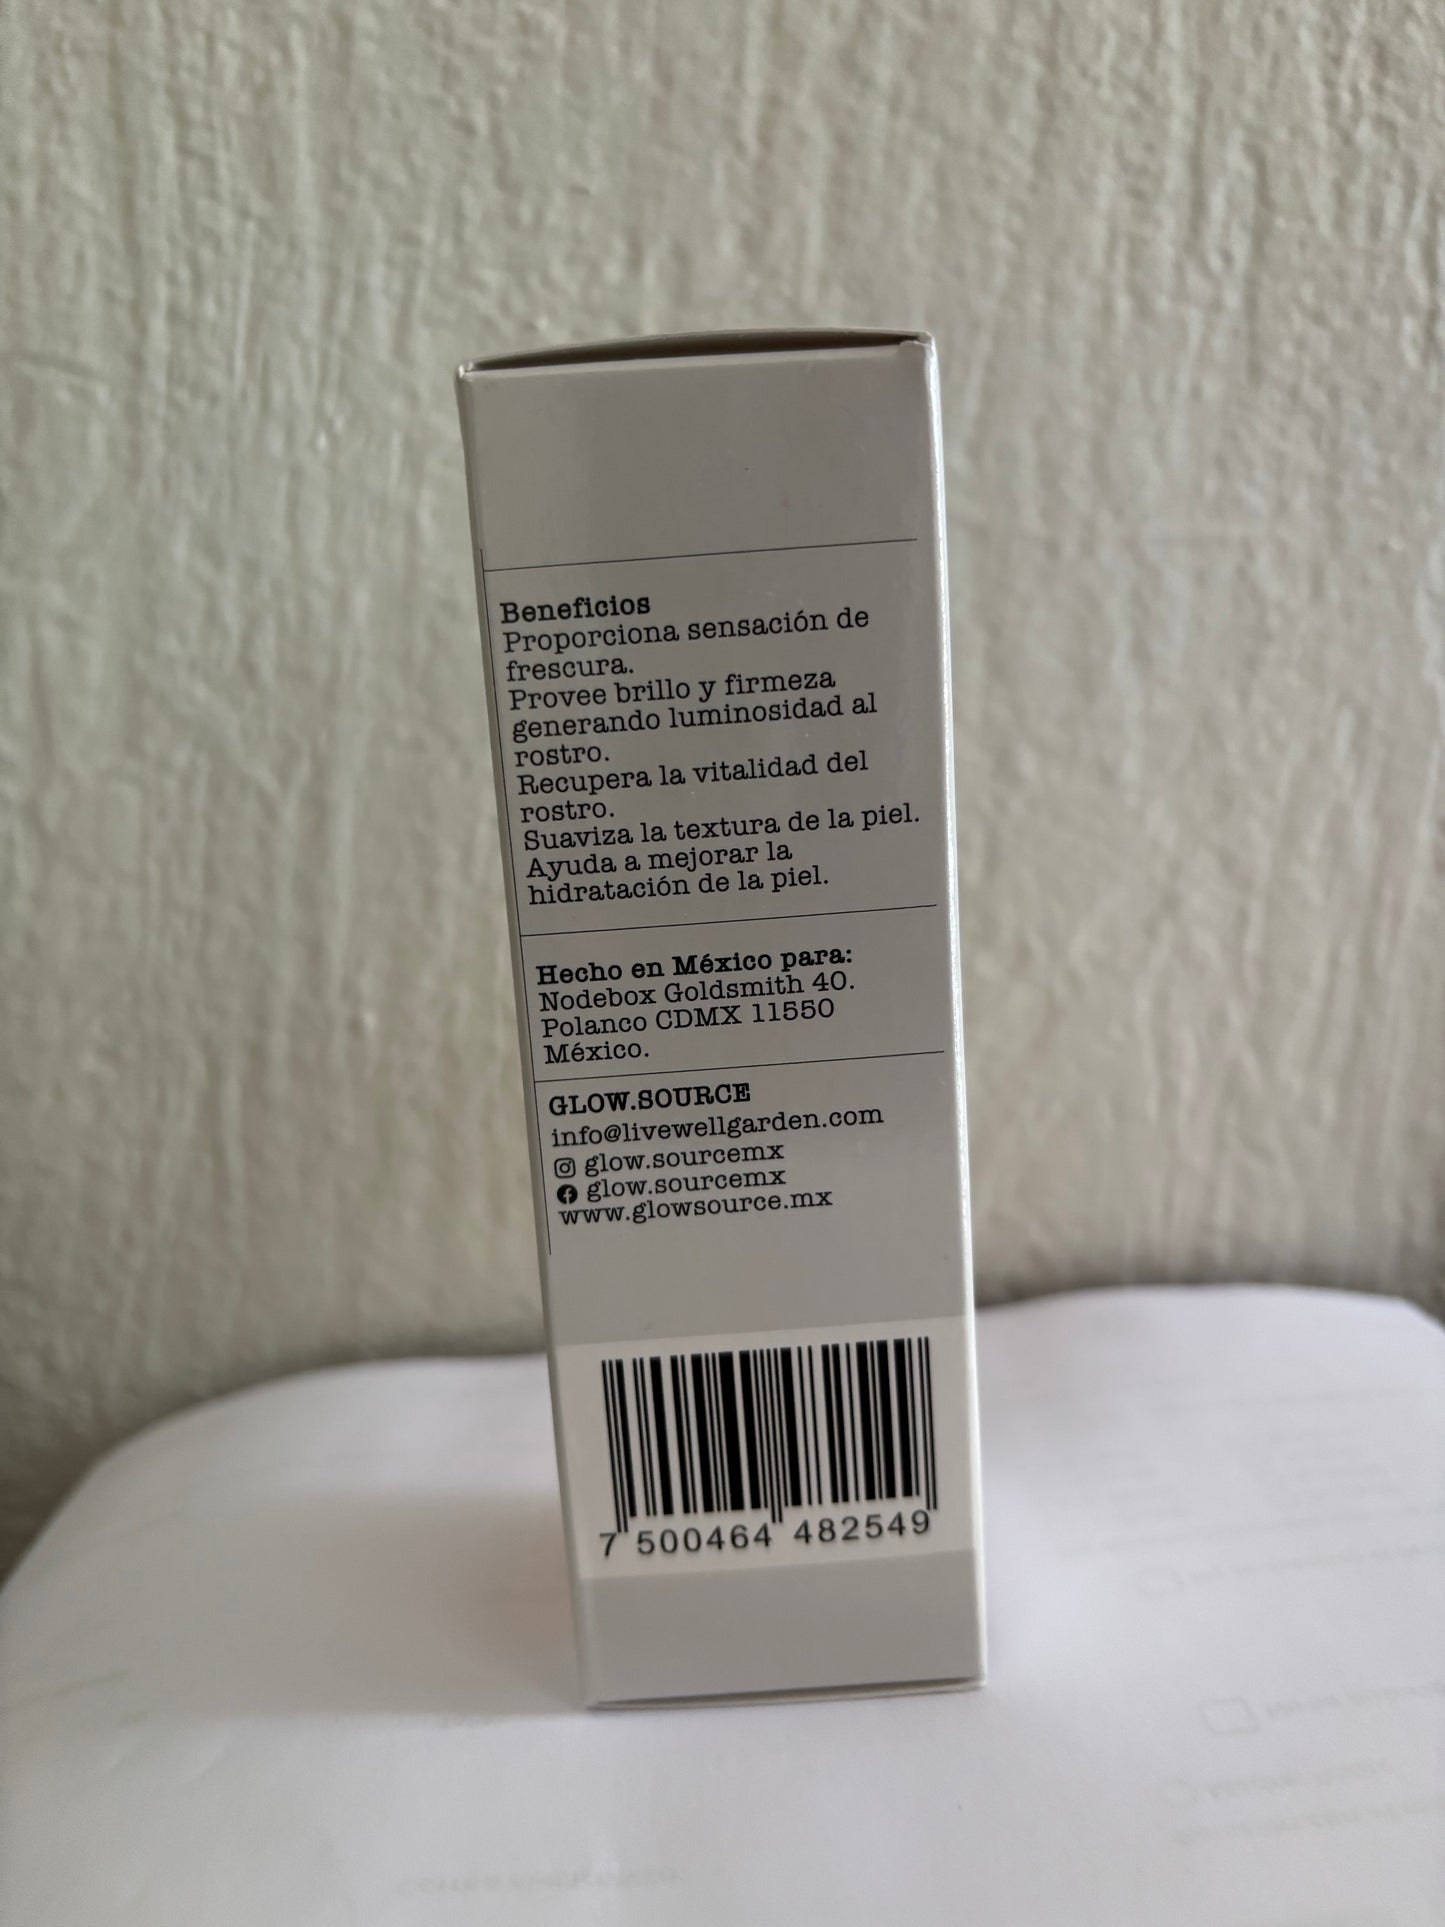 Beneficios
Proporciona sensación de
frescura.
Provee brillo y firmeza
generando luminosidad al
rostro.
Recupera la vitalidad del
rostro.
Suaviza la textura de la piel.
Ayuda a mejorar la
hidratación de la piel.
Hecho en México para:
Nodebox Goldsmith 40.
Polanco CDMX 11550
México.
GLOW.SOURCE
info@livewellgarden.com
glow.sourcemx
glow.sourcemx
www.glowsource.mx
7 500464 482549